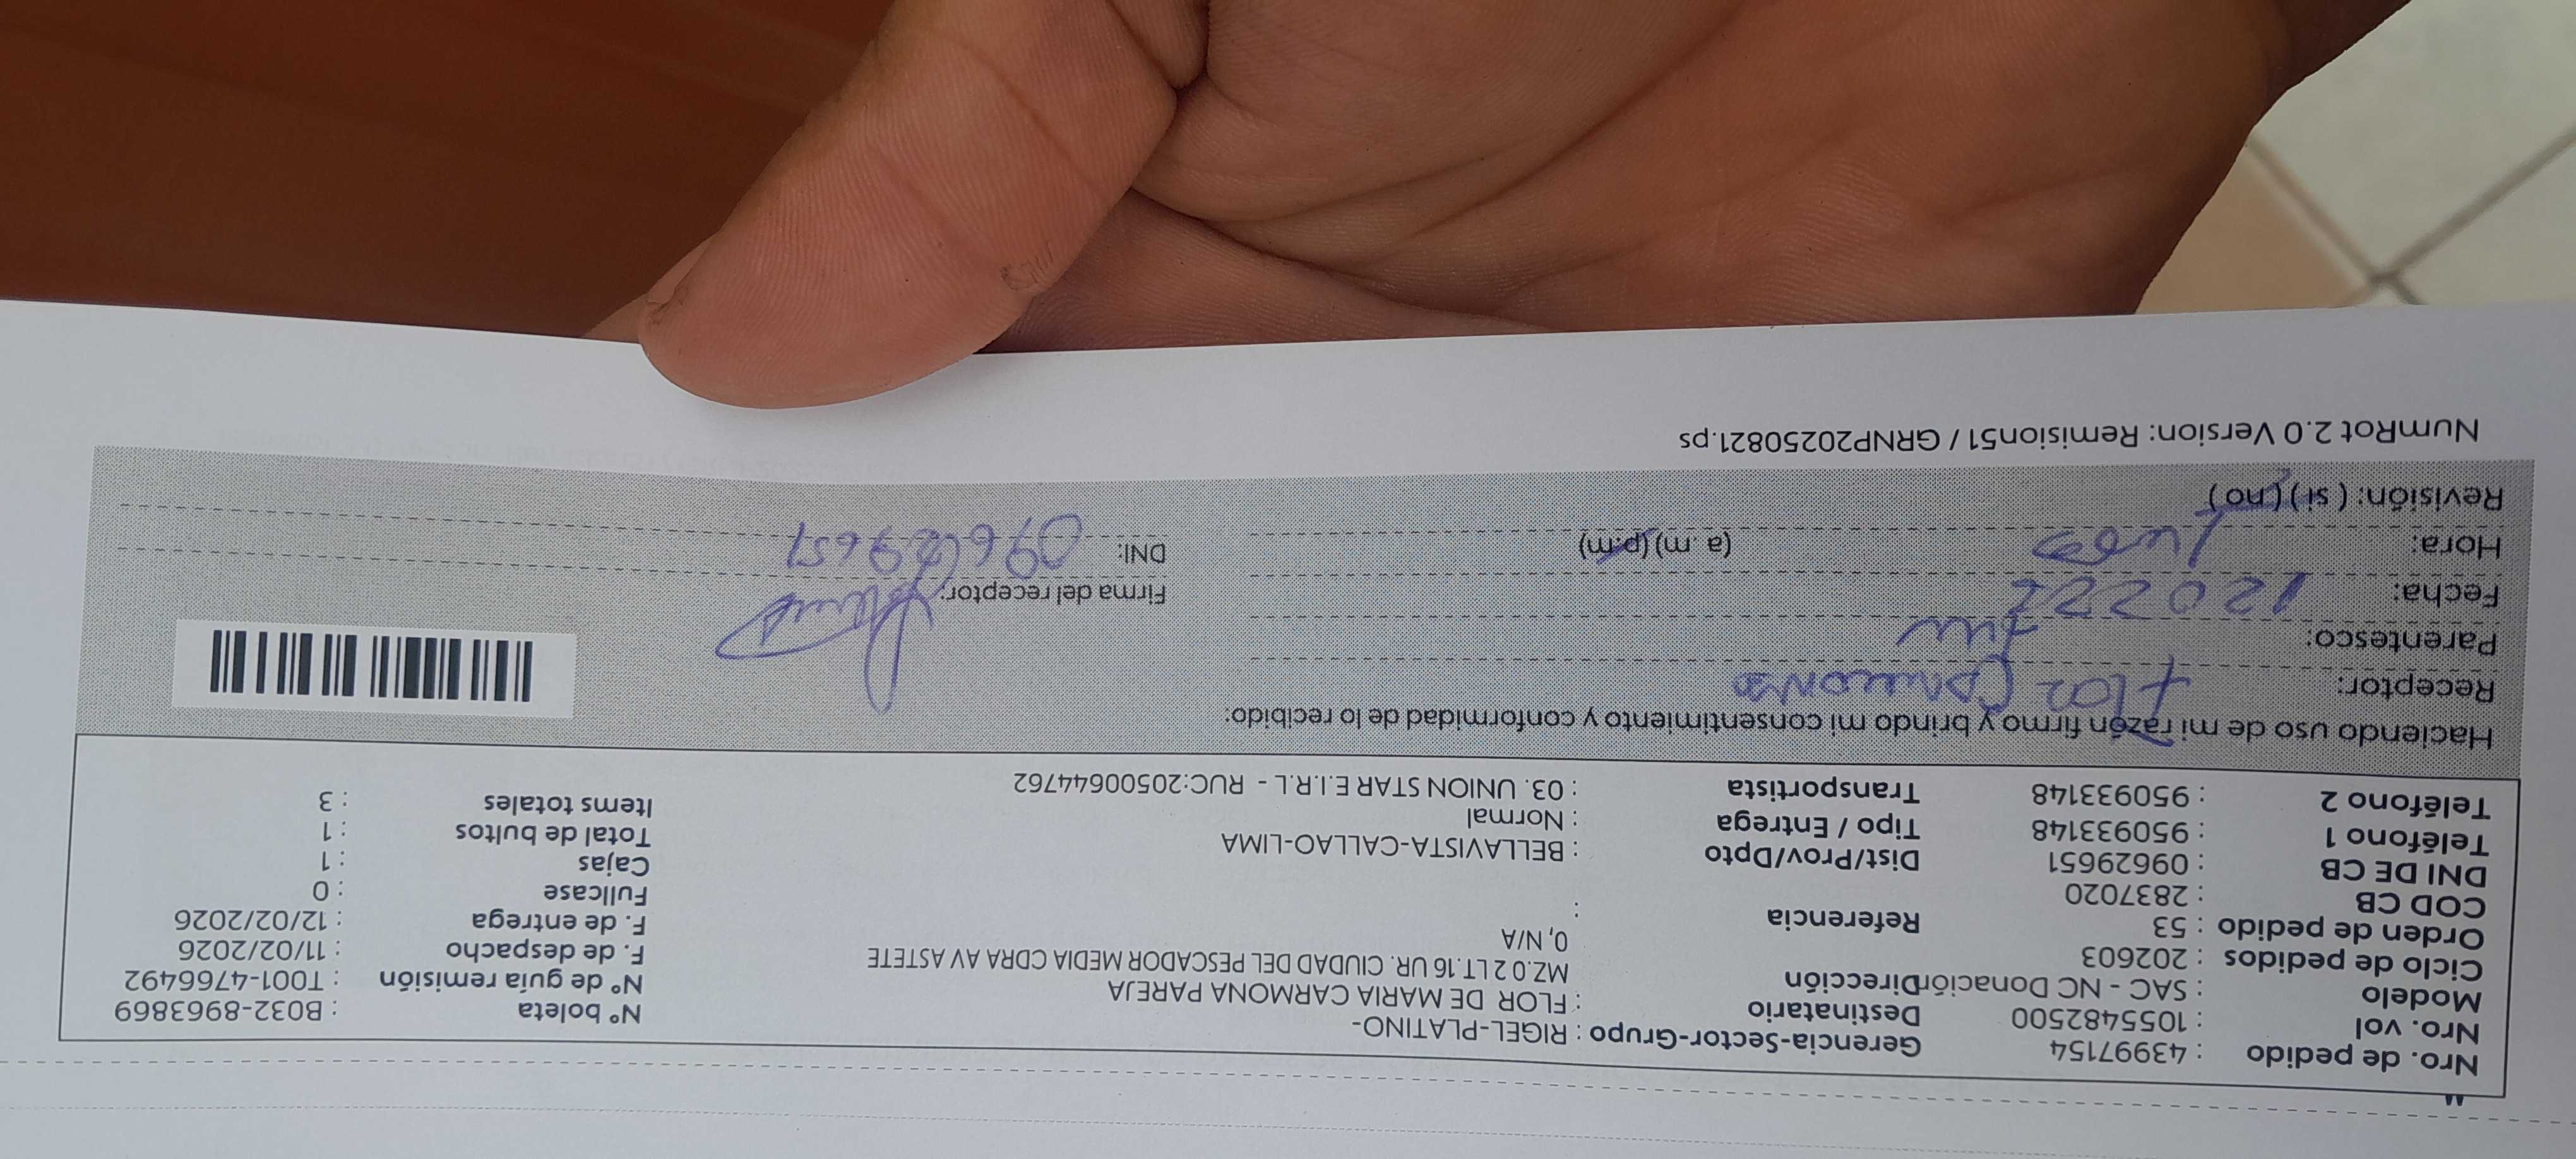 Nro. de pedido : 43997154 Gerencia-Sector-Grupo : RIGEL-PLATINO- Nº boleta : B032-8963869
Nro. vol : 1055482500 Destinatario : FLOR DE MARIA CARMONA PAREJA Nº de guía remisión : T001-4766492
Modelo : SAC - NC Donación Dirección MZ.0 2 LT.16 UR. CIUDAD DEL PESCADOR MEDIA CDRA AV ASTETE F. de despacho : 11/02/2026
Ciclo de pedidos : 202603 0, N/A F. de entrega : 12/02/2026
Orden de pedido : 53 Referencia : Fullcase : 0
COD CB : 2837020 Cajas : 1
DNI DE CB : 09629651 Dist/Prov/Dpto : BELLAVISTA-CALLAO-LIMA Total de bultos : 1
Teléfono 1 : 950933148 Tipo / Entrega : Normal Items totales : 3
Teléfono 2 : 950933148 Transportista : 03. UNION STAR E.I.R.L - RUC:20500644762
Haciendo uso de mi razón firmo y brindo mi consentimiento y conformidad de lo recibido:
Receptor: Flor Carmona
Parentesco:
Fecha: Firma del receptor:
Hora: (a .m) (p.m) DNI: 09629651
Revisión: ( si ) ( no )
NumRot 2.0 Version: Remision51 / GRNP20250821.ps